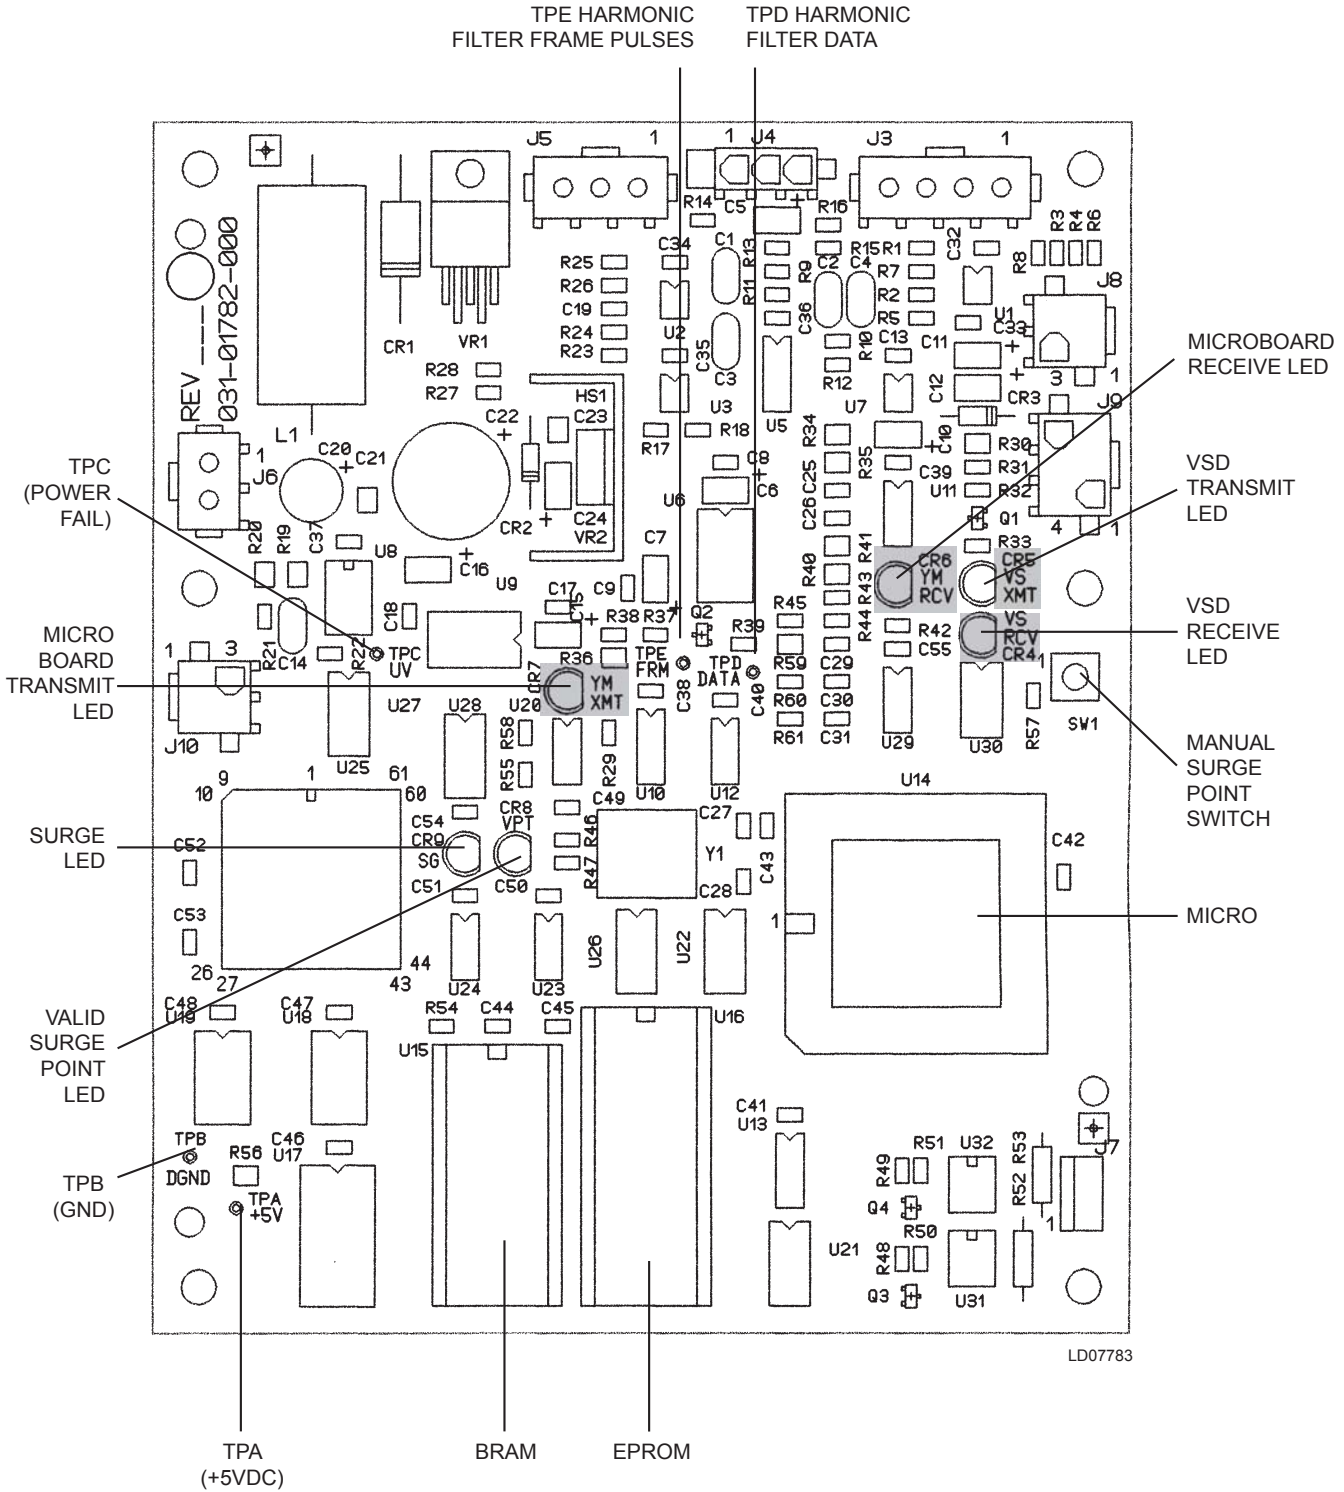 TPE HARMONIC
FILTER FRAME PULSES
TPD HARMONIC
FILTER DATA
J5 1
1 J4
J3 1
R14 C5 + R16
REV ___
031-01782-000
C34 C1 R13 R15 R1 C32 R3 R4 R6
R25 R9 C2 C4 R7 R8
R26 R11 R2 J8
C19 C36 R5 U1
R24 U2 C33
R23 C35 R10 C13 C11 +
CR1 VR1
MICROBOARD
RECEIVE LED
R28 C3 R12 3 1
R27 HS1 U3 U5 U7 C12 + CR3 J9
L1 C20 C22 C23
+ C21 + R17 R18 R34 + C10 R30
1
J6
C8 R35 C39 R31
TPC
(POWER
FAIL)
VSD
TRANSMIT
LED
U6 + C6 C25 U11 R32
CR2 + C24 C26 Q1 4 1
VR2
R20 R19 C37 U8 C7 R41 R33
+ C16 U9 R40 CR6
YM
RCV
CR5
VS
XMT
C9 R43
C18 C17 C15 + R38 R37 + Q2 R45 R44
VSD
RECEIVE
LED
VS
RCV
CR4
R39 R42
C55
MICRO
BOARD
TRANSMIT
LED
1 3 R21 C14 R22 TPC
UV
R36 TPE
FRM
TPD
DATA
R59 C29 1
CR7 YM
XMT
C38 C40 R60 C30
J10 U27 U28 U20 R58 R61 C31 U29 U30 R57 SW1
U25 R55 R29 U10 U12
MANUAL
SURGE
POINT
SWITCH
9 1 61
10 60
CR8
VPT
C49 U14
C54 C27
SURGE
LED
C52 CR9
SG
R46 Y1 C43 C42
C51 C50 R47 C28
C53 1 MICRO
26 27 44
43
U24 U23 U26 U22
C48
U19
C47
U18
R54 C44 C45 U16
VALID
SURGE
POINT
LED
U15
C41
U13
TPB
DGND
R56 C46
U17
R51 U32 R53 J7
R49 R52
TPB
(GND)
TPA
+5V
Q4 1
R50
R48 U21
Q3 U31
LD07783
TPA
(+5VDC)
BRAM
EPROM